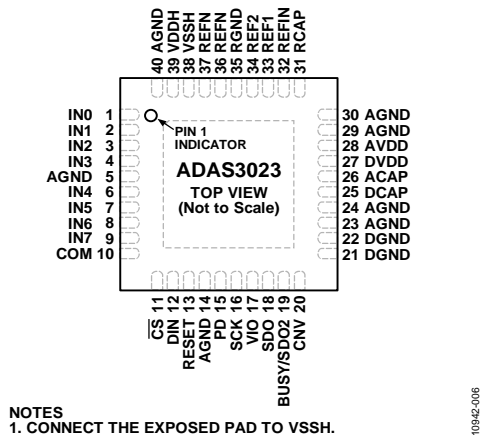 40 AGND
39 VDDH
38 VSSH
37 REFN
36 REFN
35 RGND
34 REF2
33 REF1
32 REFIN
31 RCAP
IN0 1
IN1 2
IN2 3
IN3 4
AGND 5
IN4 6
IN5 7
IN6 8
IN7 9
COM 10
PIN 1
INDICATOR
ADAS3023
TOP VIEW
(Not to Scale)
30 AGND
29 AGND
28 AVDD
27 DVDD
26 ACAP
25 DCAP
24 AGND
23 AGND
22 DGND
21 DGND
CS 11
DIN 12
RESET 13
AGND 14
PD 15
SCK 16
VIO 17
SDO 18
BUSY/SDO2 19
CNV 20
NOTES
1. CONNECT THE EXPOSED PAD TO VSSH.
10942-006